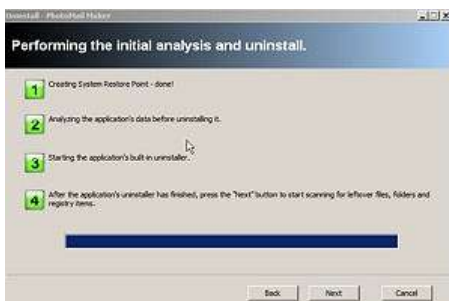 Uninstall - PhotoMail Maker
Performing the initial analysis and uninstall.
1 Creating System Restore Point - done!
2 Analyzing the application's data before uninstalling it.
3 Starting the application's built-in uninstaller.
4 After the application's uninstaller has finished, press the "Next" button to start scanning for leftover files, folders and
registry items.
Back Next Cancel